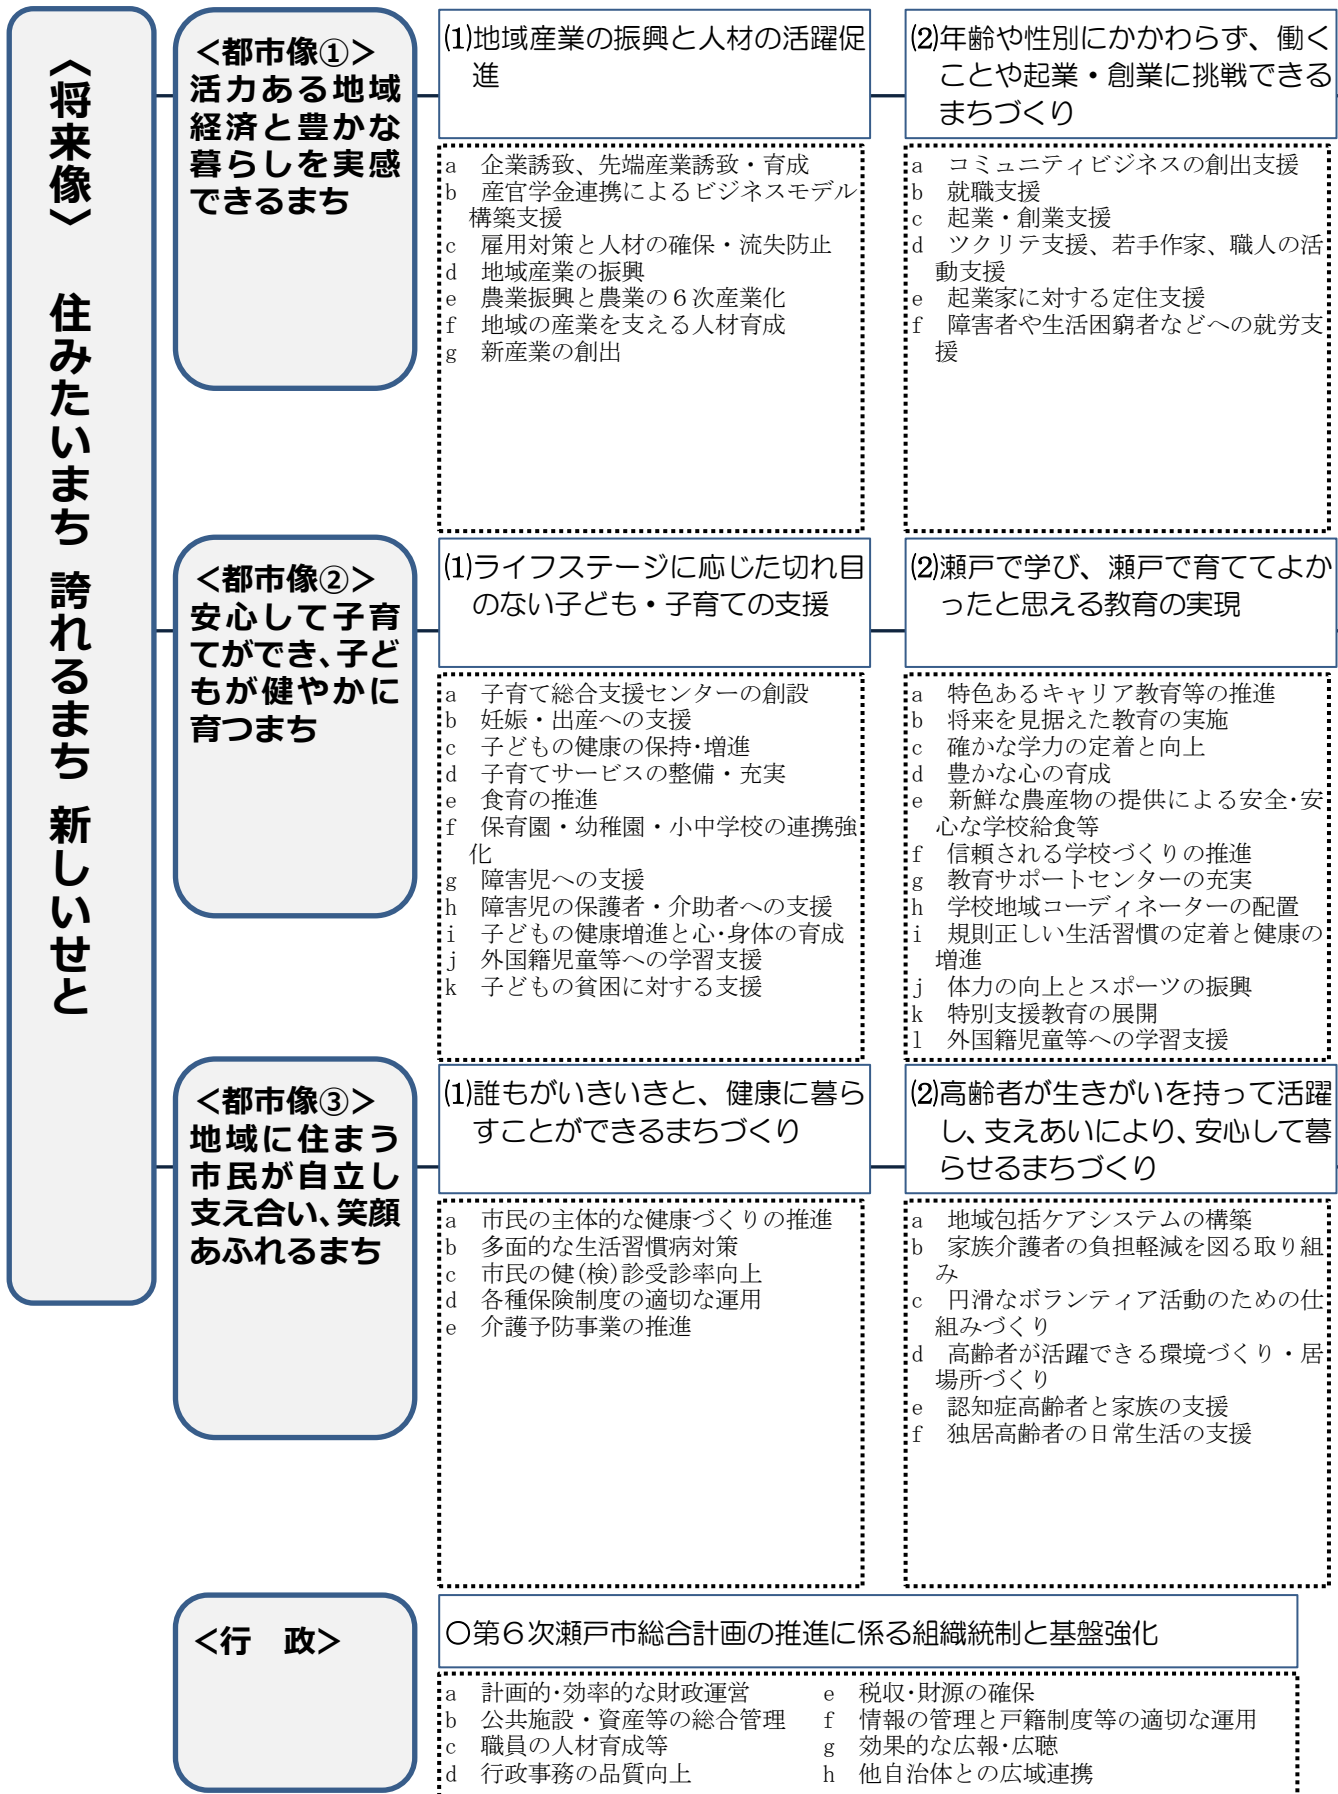 〈将来像〉 住みたいまち 誇れるまち 新しいせと
＜都市像①＞
活力ある地域
経済と豊かな
暮らしを実感
できるまち
⑴地域産業の振興と人材の活躍促
進
a 企業誘致、先端産業誘致・育成
b 産官学金連携によるビジネスモデル
構築支援
c 雇用対策と人材の確保・流失防止
d 地域産業の振興
e 農業振興と農業の６次産業化
f 地域の産業を支える人材育成
g 新産業の創出
⑵年齢や性別にかかわらず、働く
ことや起業・創業に挑戦できる
まちづくり
a コミュニティビジネスの創出支援
b 就職支援
c 起業・創業支援
d ツクリテ支援、若手作家、職人の活
動支援
e 起業家に対する定住支援
f 障害者や生活困窮者などへの就労支
援
＜都市像②＞
安心して子育
てができ、子ど
もが健やかに
育つまち
⑴ライフステージに応じた切れ目
のない子ども・子育ての支援
a 子育て総合支援センターの創設
b 妊娠・出産への支援
c 子どもの健康の保持・増進
d 子育てサービスの整備・充実
e 食育の推進
f 保育園・幼稚園・小中学校の連携強
化
g 障害児への支援
h 障害児の保護者・介助者への支援
i 子どもの健康増進と心・身体の育成
j 外国籍児童等への学習支援
k 子どもの貧困に対する支援
⑵瀬戸で学び、瀬戸で育ててよか
ったと思える教育の実現
a 特色あるキャリア教育等の推進
b 将来を見据えた教育の実施
c 確かな学力の定着と向上
d 豊かな心の育成
e 新鮮な農産物の提供による安全・安
心な学校給食等
f 信頼される学校づくりの推進
g 教育サポートセンターの充実
h 学校地域コーディネーターの配置
i 規則正しい生活習慣の定着と健康の
増進
j 体力の向上とスポーツの振興
k 特別支援教育の展開
l 外国籍児童等への学習支援
＜都市像③＞
地域に住まう
市民が自立し
支え合い、笑顔
あふれるまち
⑴誰もがいきいきと、健康に暮ら
すことができるまちづくり
a 市民の主体的な健康づくりの推進
b 多面的な生活習慣病対策
c 市民の健(検)診受診率向上
d 各種保険制度の適切な運用
e 介護予防事業の推進
⑵高齢者が生きがいを持って活躍
し、支えあいにより、安心して暮
らせるまちづくり
a 地域包括ケアシステムの構築
b 家族介護者の負担軽減を図る取り組
み
c 円滑なボランティア活動のための仕
組みづくり
d 高齢者が活躍できる環境づくり・居
場所づくり
e 認知症高齢者と家族の支援
f 独居高齢者の日常生活の支援
＜行 政＞
〇第６次瀬戸市総合計画の推進に係る組織統制と基盤強化
a 計画的・効率的な財政運営
b 公共施設・資産等の総合管理
c 職員の人材育成等
d 行政事務の品質向上
e 税収・財源の確保
f 情報の管理と戸籍制度等の適切な運用
g 効果的な広報・広聴
h 他自治体との広域連携